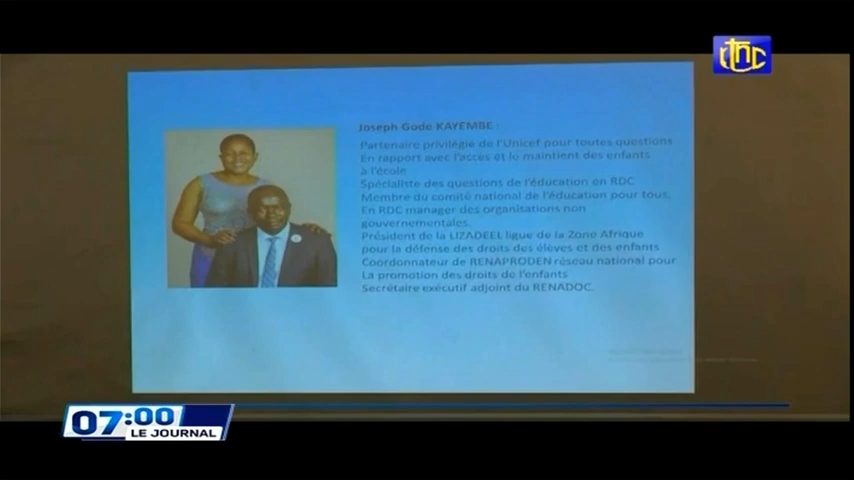 rtnc
Joseph Gode KAYEMBE :
Partenaire privilégie de l'Unicef pour toutes questions
En rapport avec l'accès et le maintient des enfants
à l'école
Spécialiste des questions de l'éducation en RDC
Membre du comité national de l'éducation pour tous,
En RDC manager des organisations non
gouvernementales.
Président de la LIZADEEL ligue de la Zone Afrique
pour la défense des droits des élèves et des enfants
Coordonnateur de RENAPRODEN réseau national pour
La promotion des droits de l'enfants
Secrétaire exécutif adjoint du RENADOC.
07:00
LE JOURNAL